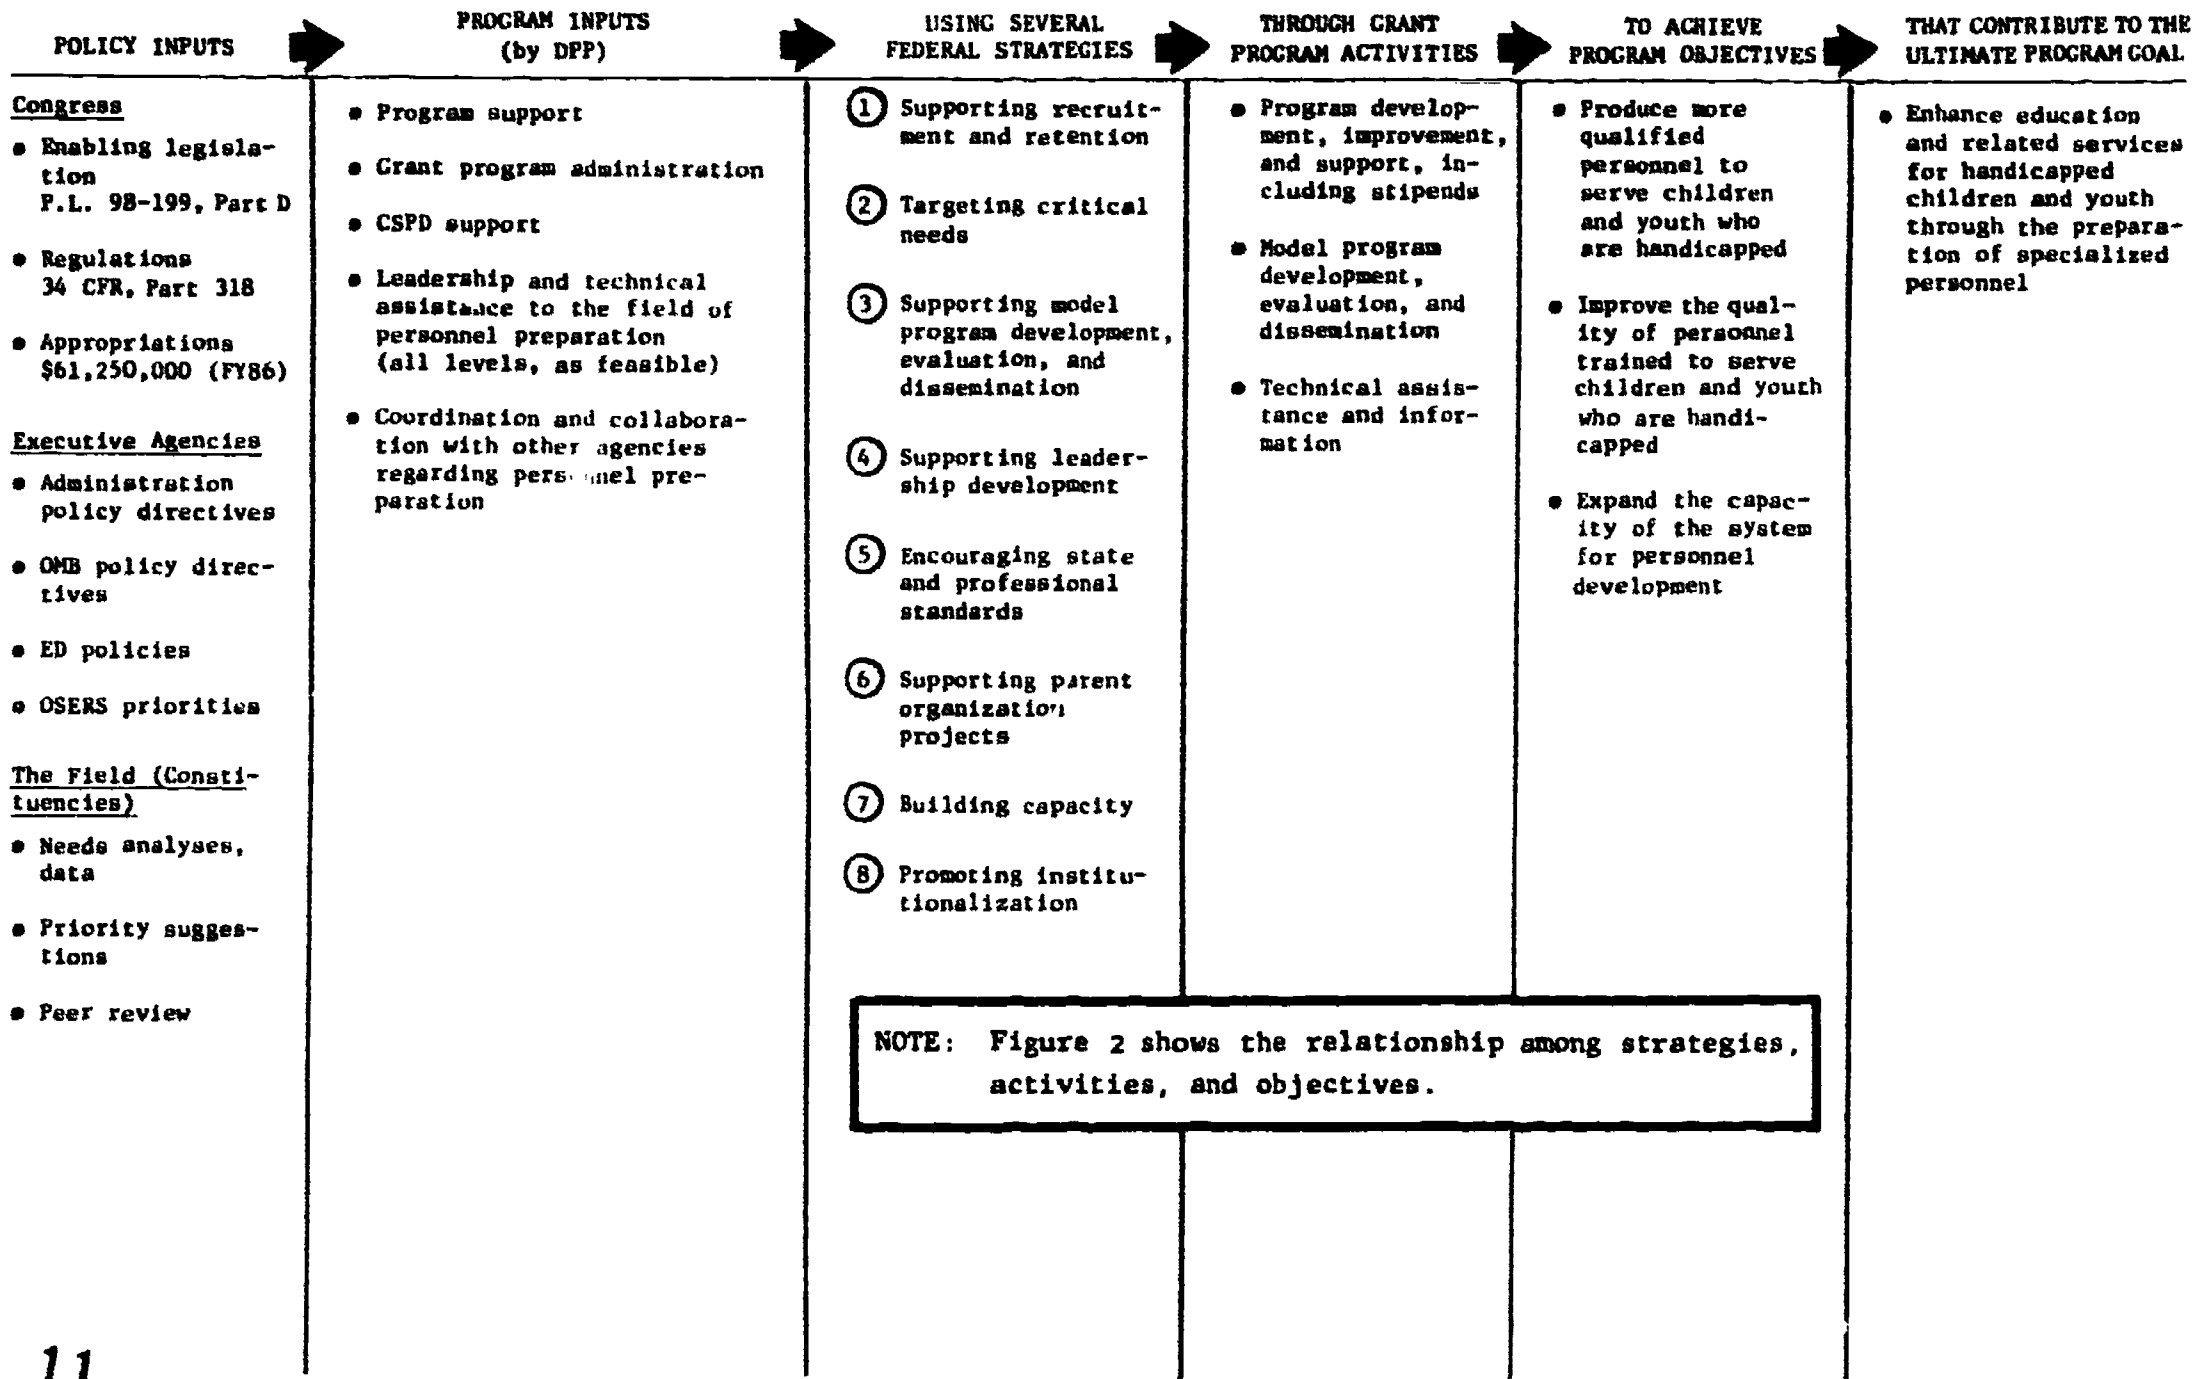 POLICY INPUTS
PROGRAM INPUTS
(by DPP)
USING SEVERAL
FEDERAL STRATEGIES
THROUGH GRANT
PROGRAM ACTIVITIES
TO ACHIEVE
PROGRAM OBJECTIVES
THAT CONTRIBUTE TO THE
ULTIMATE PROGRAM GOAL
Congress
• Enabling legisla-
tion
P.L. 98-199, Part D
• Regulations
34 CFR, Part 318
• Appropriations
$61,250,000 (FY86)
Executive Agencies
• Administration
policy directives
• OMB policy direc-
tives
• ED policies
• OSERS priorities
The Field (Consti-
tuencies)
• Needs analyses,
data
• Priority sugges-
tions
• Peer review
• Program support
• Grant program administration
• CSPD support
• Leadership and technical
assistance to the field of
personnel preparation
(all levels, as feasible)
• Coordination and collabora-
tion with other agencies
regarding personnel pre-
paration
1 Supporting recruit-
ment and retention
2 Targeting critical
needs
3 Supporting model
program development,
evaluation, and
dissemination
4 Supporting leader-
ship development
5 Encouraging state
and professional
standards
6 Supporting parent
organization
projects
7 Building capacity
8 Promoting institu-
tionalization
• Program develop-
ment, improvement,
and support, in-
cluding stipends
• Model program
development,
evaluation, and
dissemination
• Technical assis-
tance and infor-
mation
• Produce more
qualified
personnel to
serve children
and youth who
are handicapped
• Improve the qual-
ity of personnel
trained to serve
children and youth
who are handi-
capped
• Expand the capac-
ity of the system
for personnel
development
• Enhance education
and related services
for handicapped
children and youth
through the prepara-
tion of specialized
personnel
NOTE: Figure 2 shows the relationship among strategies,
activities, and objectives.
11